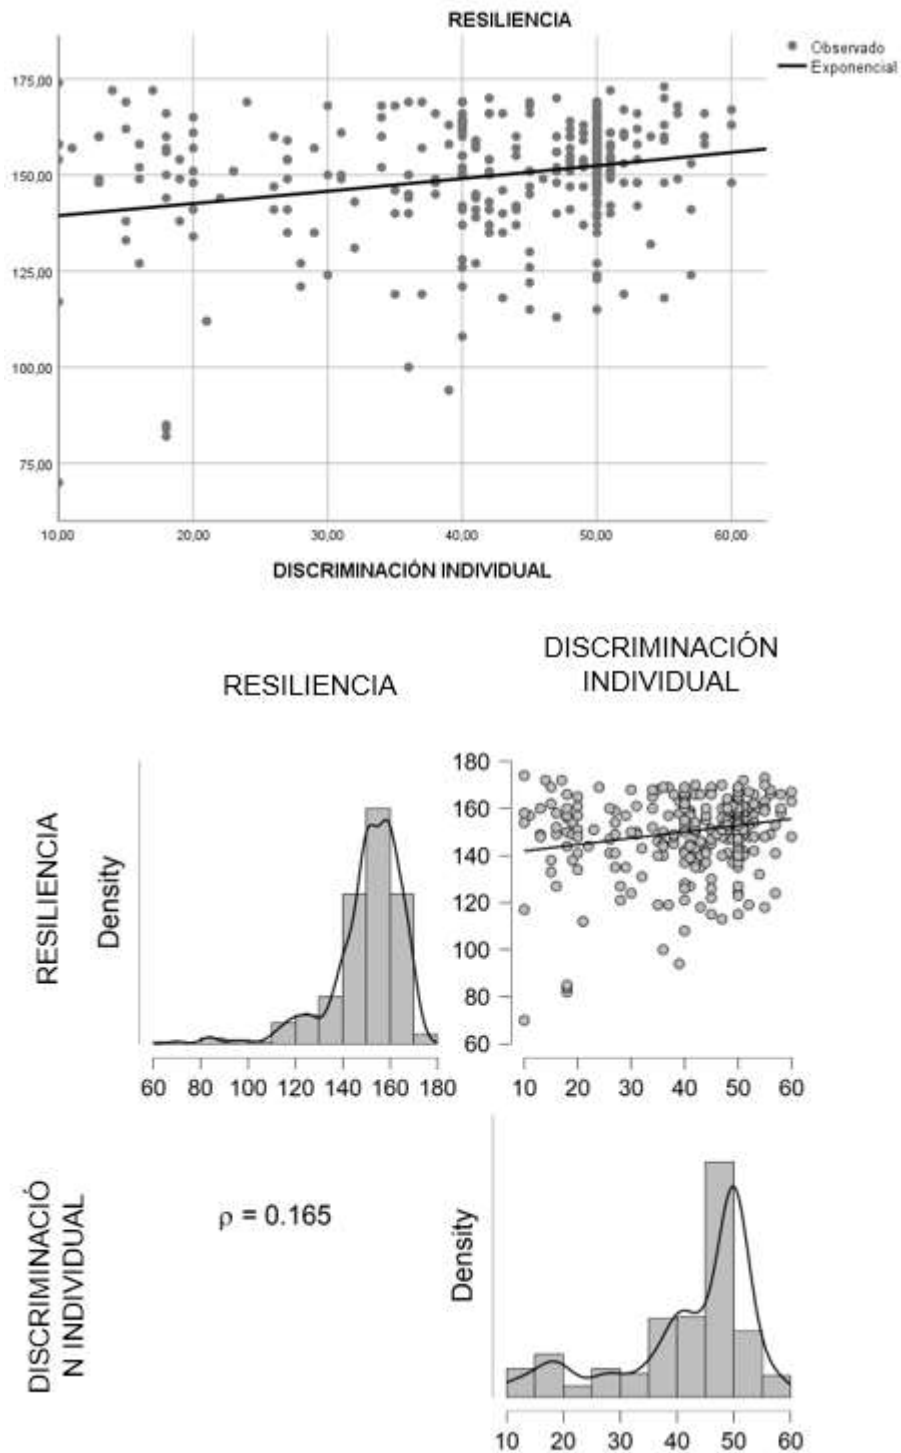 RESILIENCIA
Observado
Exponencial
175,00
150,00
125,00
100,00
75,00
10,00 20,00 30,00 40,00 50,00 60,00
DISCRIMINACIÓN INDIVIDUAL
DISCRIMINACIÓN
INDIVIDUAL
RESILIENCIA
RESILIENCIA
Density
60 80 100 120 140 160 180
180
160
140
120
100
80
60
10 20 30 40 50 60
DISCRIMINACIÓ
N INDIVIDUAL
ρ = 0.165
Density
10 20 30 40 50 60